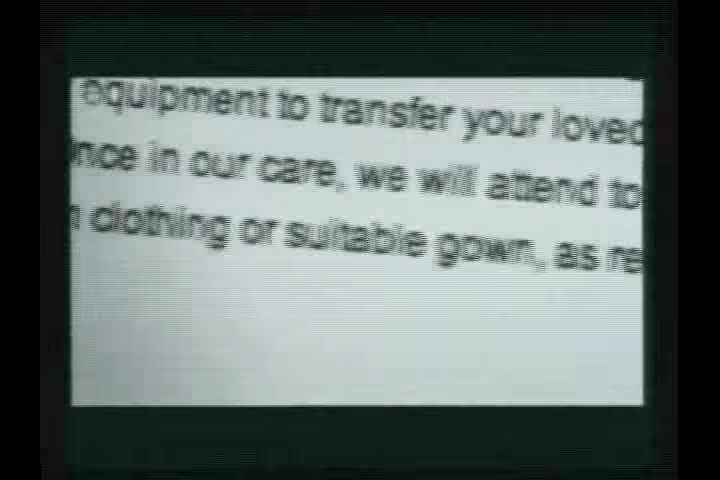 equipment to transfer your loved
nce in our care, we will attend to
clothing or suitable gown, as re